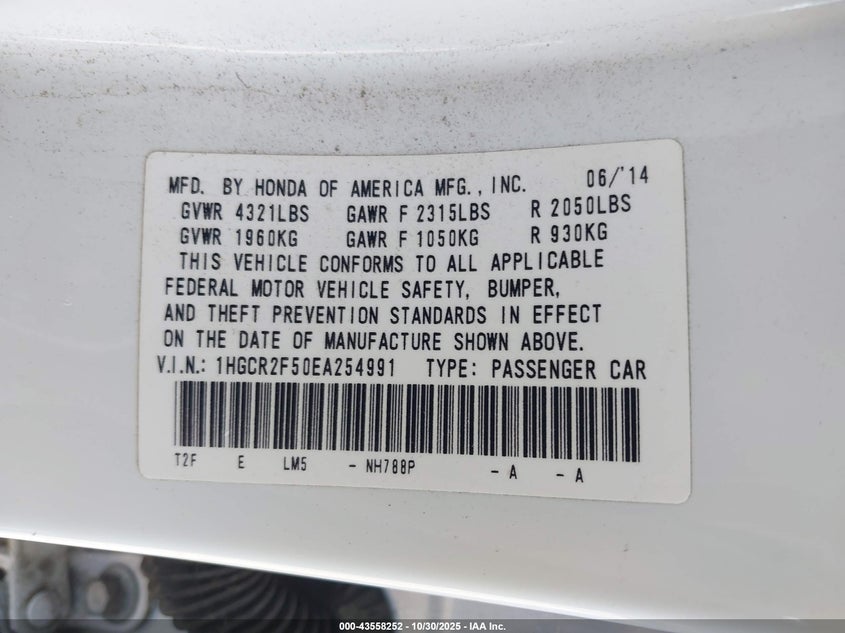 MFD. BY HONDA OF AMERICA MFG., INC. 06/'14
GVWR 4321LBS GAWR F 2315LBS R 2050LBS
GVWR 1960KG GAWR F 1050KG R 930KG
THIS VEHICLE CONFORMS TO ALL APPLICABLE
FEDERAL MOTOR VEHICLE SAFETY, BUMPER,
AND THEFT PREVENTION STANDARDS IN EFFECT
ON THE DATE OF MANUFACTURE SHOWN ABOVE.
V.I.N.: 1HGCR2F50EA254991 TYPE: PASSENGER CAR
T2F E LM5 - NH788P - A - A
000-43558252 - 10/30/2025 - IAA Inc.